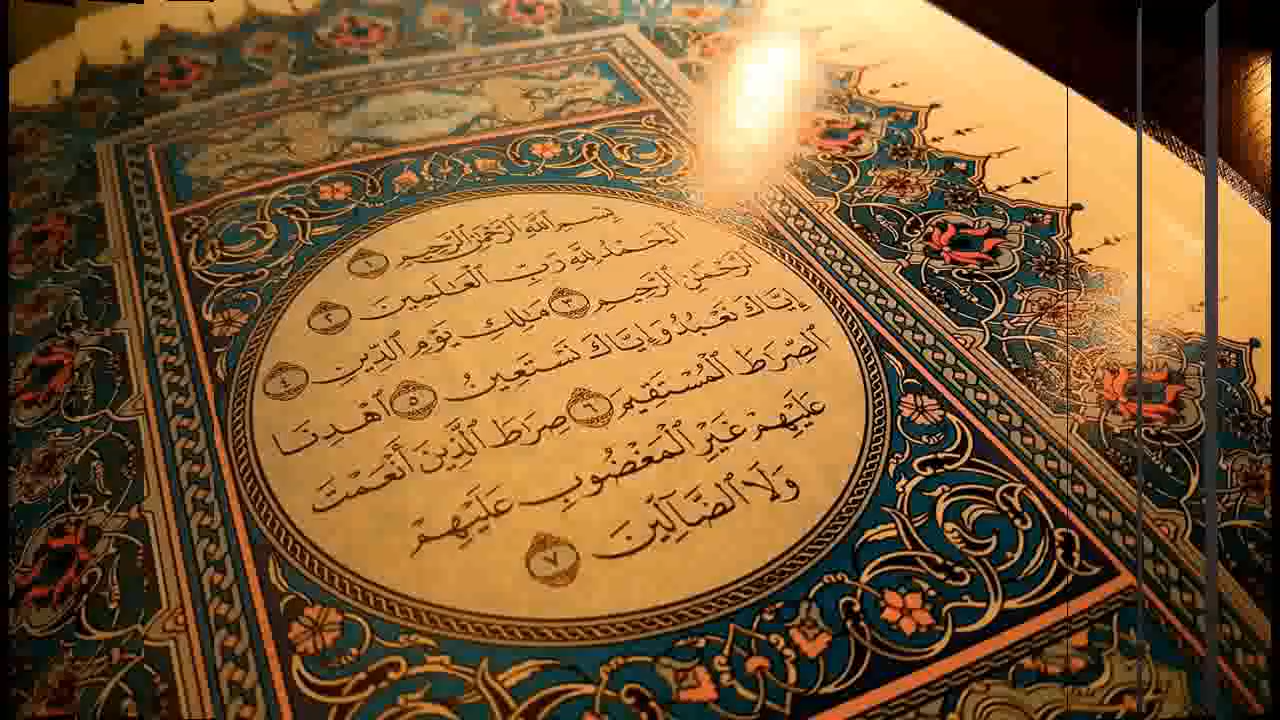 بِسْمِ ٱللَّهِ ٱلرَّحْمَٰنِ ٱلرَّحِيمِ ١
ٱلْحَمْدُ لِلَّهِ رَبِّ ٱلْعَٰلَمِينَ ٢
ٱلرَّحْمَٰنِ ٱلرَّحِيمِ ٣ مَٰلِكِ يَوْمِ ٱلدِّينِ ٤
إِيَّاكَ نَعْبُدُ وَإِيَّاكَ نَسْتَعِينُ ٥ ٱهْدِنَا
ٱلصِّرَٰطَ ٱلْمُسْتَقِيمَ ٦ صِرَٰطَ ٱلَّذِينَ أَنْعَمْتَ
عَلَيْهِمْ غَيْرِ ٱلْمَغْضُوبِ عَلَيْهِمْ
وَلَا ٱلضَّآلِّينَ ٧